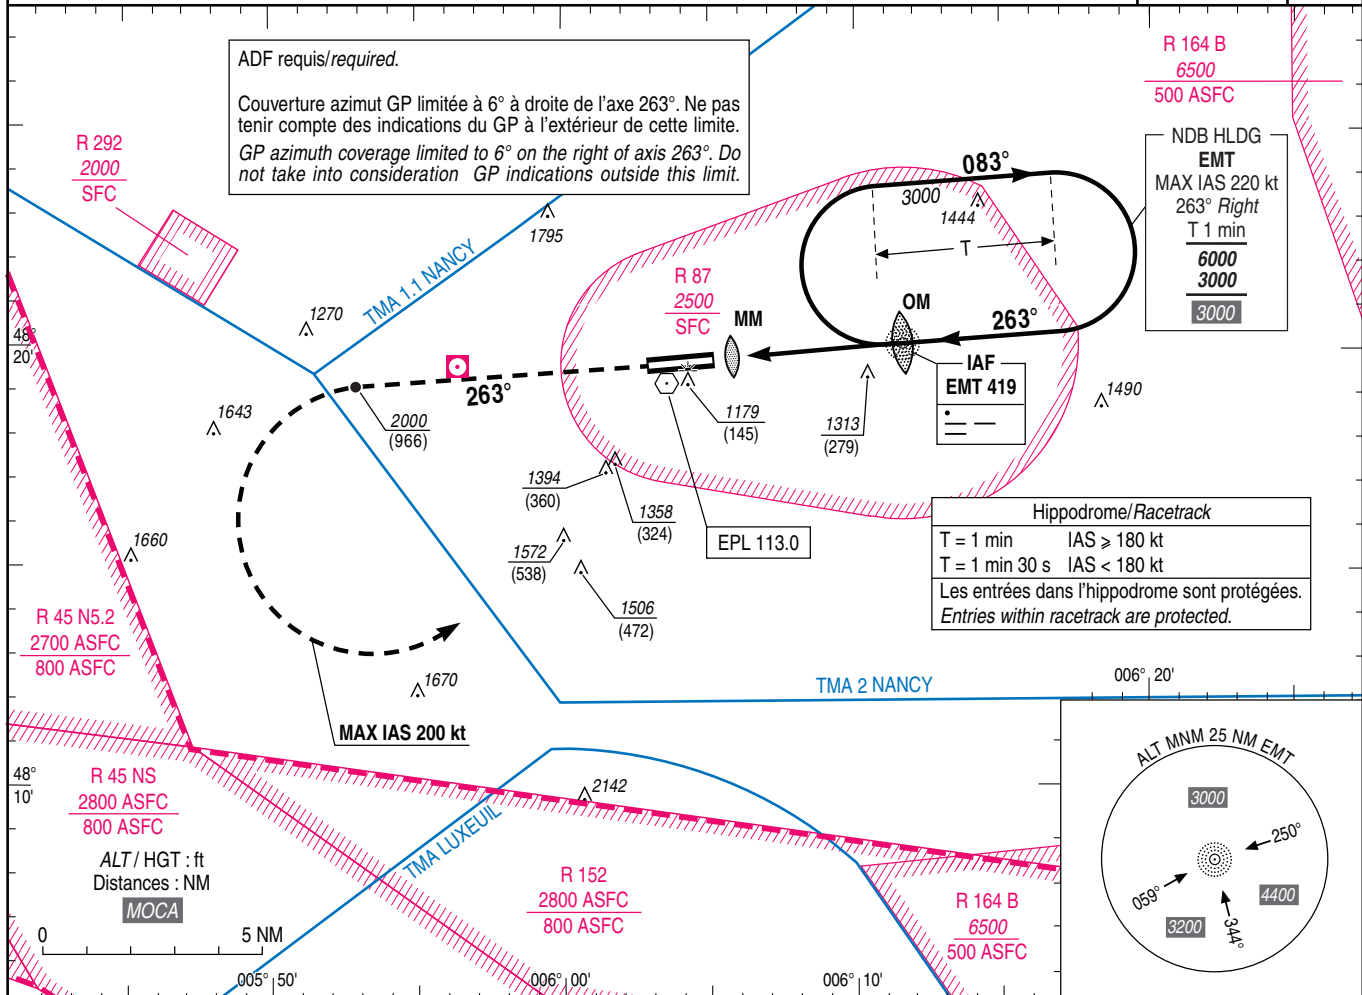 ADF requis/required.
Couverture azimut GP limitée à 6° à droite de l'axe 263°. Ne pas
tenir compte des indications du GP à l'extérieur de cette limite.
GP azimuth coverage limited to 6° on the right of axis 263°. Do
not take into consideration GP indications outside this limit.
R 164 B
6500
500 ASFC
R 292
2000
SFC
NDB HLDG
EMT
MAX IAS 220 kt
263° Right
T 1 min
6000
3000
3000
083°
3000
1444
T
1795
TMA 1.1 NANCY
R 87
2500
SFC
1270
48°
20'
MM
OM
263°
IAF
EMT 419
263°
2000
(966)
1643
1179
(145)
1313
(279)
1490
1394
(360)
1358
(324)
EPL 113.0
1572
(538)
1506
(472)
1660
Hippodrome/Racetrack
T = 1 min IAS ⩾ 180 kt
T = 1 min 30 s IAS < 180 kt
Les entrées dans l'hippodrome sont protégées.
Entries within racetrack are protected.
R 45 N5.2
2700 ASFC
800 ASFC
1670
MAX IAS 200 kt
TMA 2 NANCY
006° 20'
48°
10'
R 45 NS
2800 ASFC
800 ASFC
2142
TMA LUXEUIL
ALT / HGT : ft
Distances : NM
MOCA
0 5 NM
R 152
2800 ASFC
800 ASFC
R 164 B
6500
500 ASFC
ALT MNM 25 NM EMT
3000
250°
059°
4400
3200
344°
005° 50'
006° 00'
006° 10'